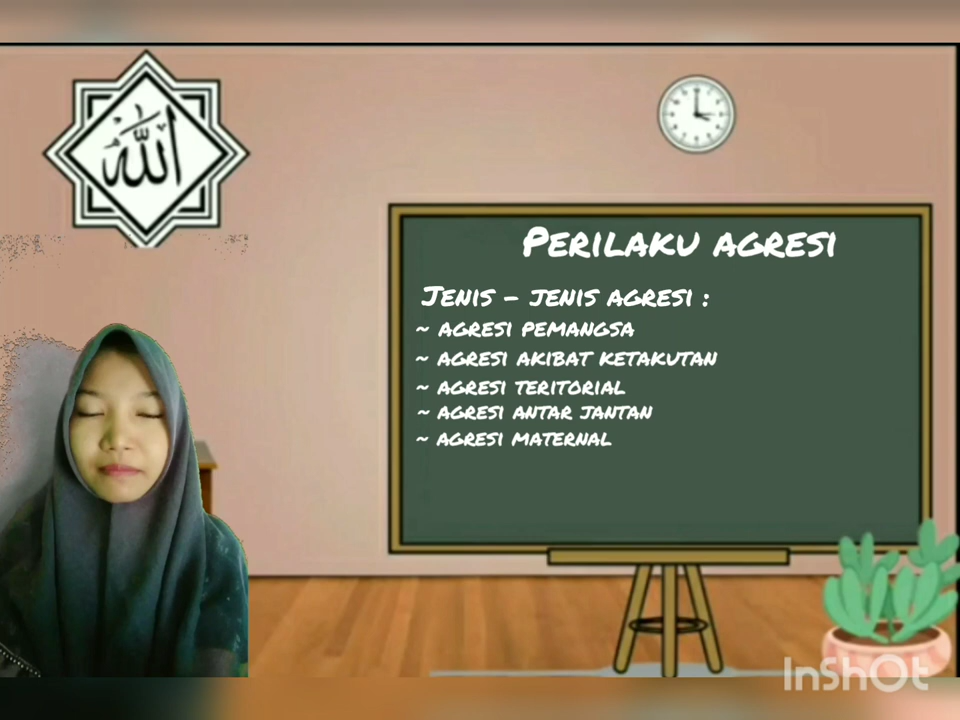 الله
PERILAKU AGRESI
JENIS - JENIS AGRESI :
~ AGRESI PEMANGSA
~ AGRESI AKIBAT KETAKUTAN
~ AGRESI TERITORIAL
~ AGRESI ANTAR JANTAN
~ AGRESI MATERNAL
InShOt